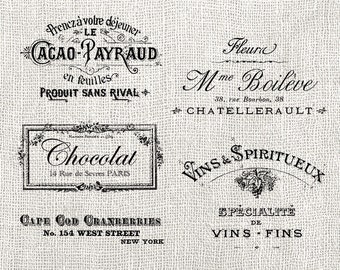 Prenez à votre déjeuner
LE
CACAO-PAYRAUD
en feuilles
PRODUIT SANS RIVAL.
Fleurs
Mme Boilève
38, rue Bourbon, 38
CHATELLERAULT
Chocolat
14 Rue de Sevres PARIS
VINS & SPIRITUEUX
SPÉCIALITÉ
DE
VINS - FINS
CAPE COD CRANBERRIES
No. 154 WEST STREET
NEW YORK